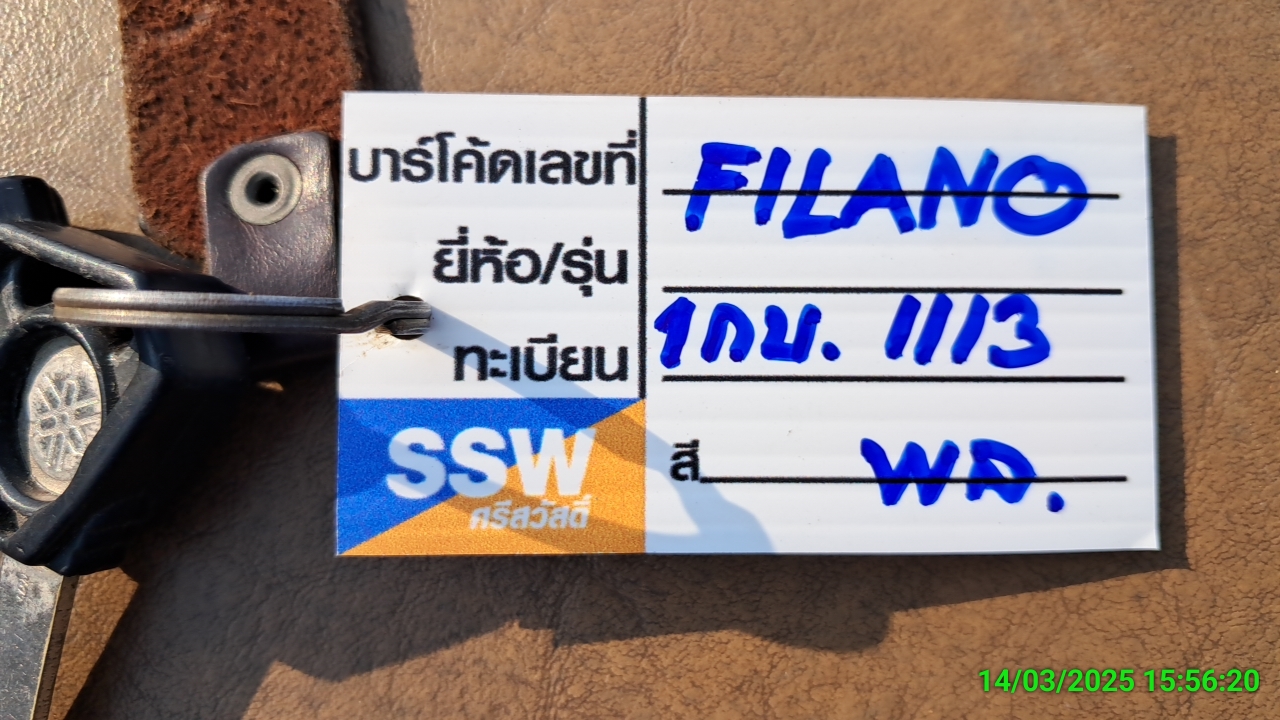 บาร์โค้ดเลขที่ FILANO
ยี่ห้อ/รุ่น
ทะเบียน 1กบ. 1113
SSW สี พล.
ศรีสวัสดิ์
14/03/2025 15:56:20